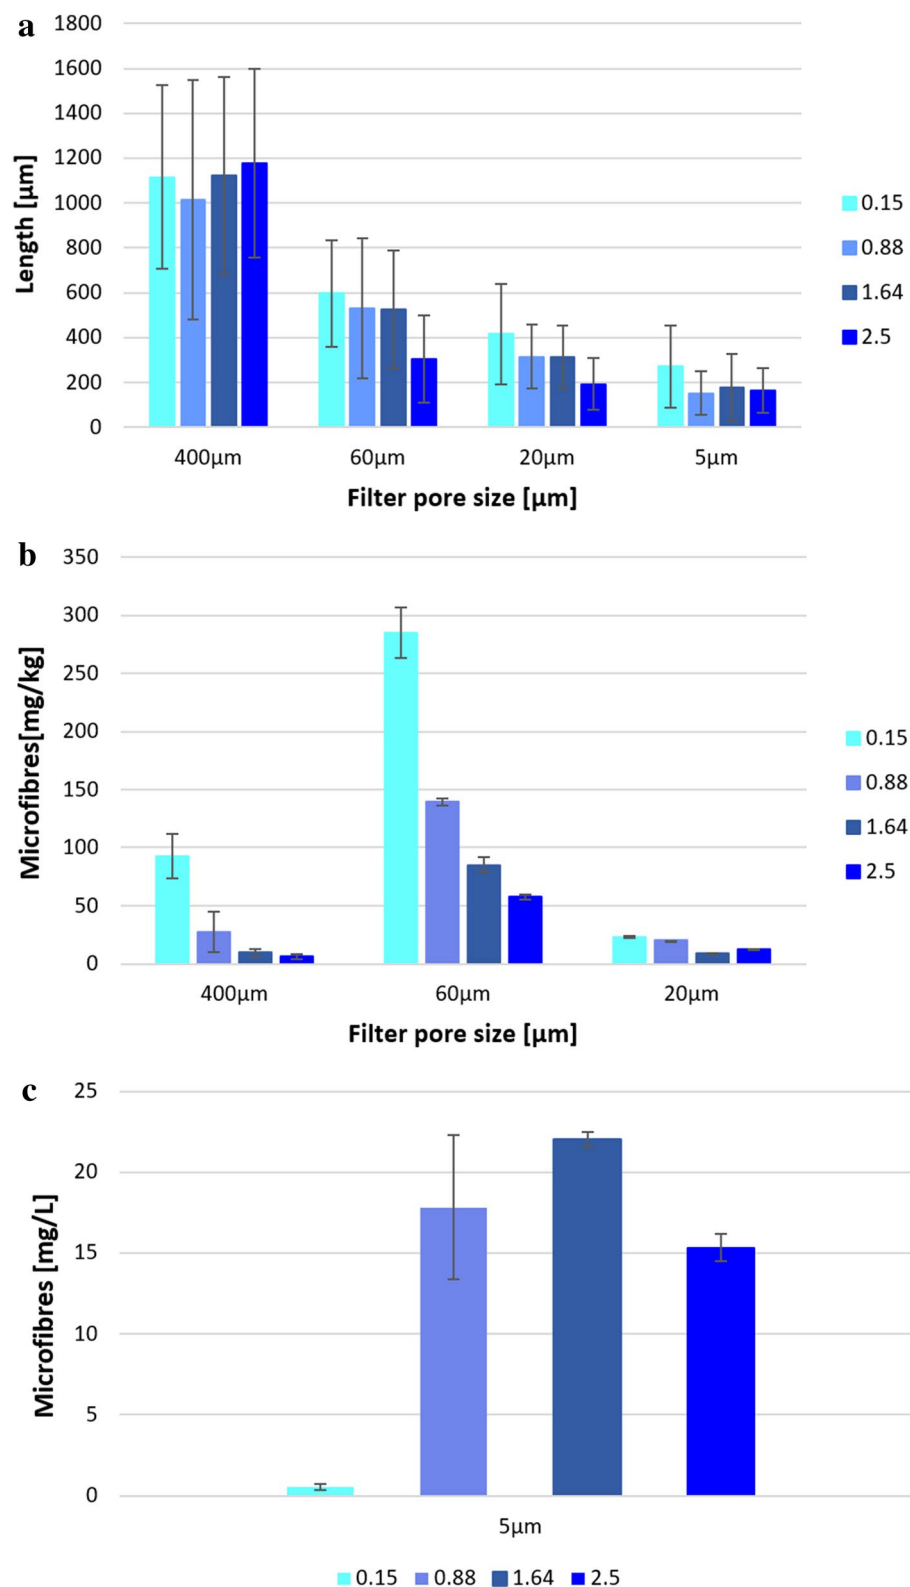 a
1800
1600
1400
1200
1000
800
600
400
200
0
Length [µm]
400µm 60µm 20µm 5µm
Filter pore size [µm]
0.15
0.88
1.64
2.5
b
350
300
250
200
150
100
50
0
Microfibres[mg/kg]
400µm 60µm 20µm
Filter pore size [µm]
0.15
0.88
1.64
2.5
c
25
20
15
10
5
0
Microfibres [mg/L]
5µm
0.15 0.88 1.64 2.5